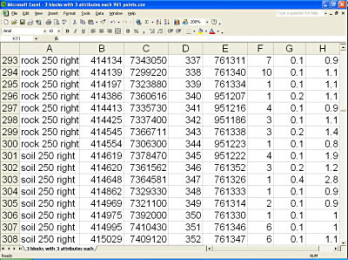 Microsoft Excel - 3 blocks with 3 attributes each 961 points.csv
File Edit View Insert Format Tools Data Window Help
A B C D E F G H
293 rock 250 right 414134 7343050 337 761311 7 0.1 0.9
294 rock 250 right 414139 7299220 338 761340 10 0.1 1.1
295 rock 250 right 414197 7323880 339 761334 1 0.1 1.1
296 rock 250 right 414386 7360616 340 951207 1 0.2 1.1
297 rock 250 right 414413 7335730 341 951216 4 0.1 0.9
298 rock 250 right 414425 7337400 342 951186 3 0.1 1.1
299 rock 250 right 414545 7366711 343 761338 3 0.2 1.4
300 rock 250 right 414554 7306300 344 951223 1 0.1 0.8
301 soil 250 right 414619 7378470 345 951222 4 0.1 1.9
302 soil 250 right 414620 7361562 346 761352 3 0.2 1.2
303 soil 250 right 414648 7364581 347 761326 1 0.1 2.8
304 soil 250 right 414862 7329330 348 761333 1 0.1 0.9
305 soil 250 right 414969 7321100 349 761314 2 0.1 0.9
306 soil 250 right 414975 7392000 350 761330 1 0.1 1
307 soil 250 right 414995 7410430 351 761346 6 0.1 1
308 soil 250 right 415029 7409120 352 761347 6 0.1 1.1
3 blocks with 3 attributes each
Ready
NUM